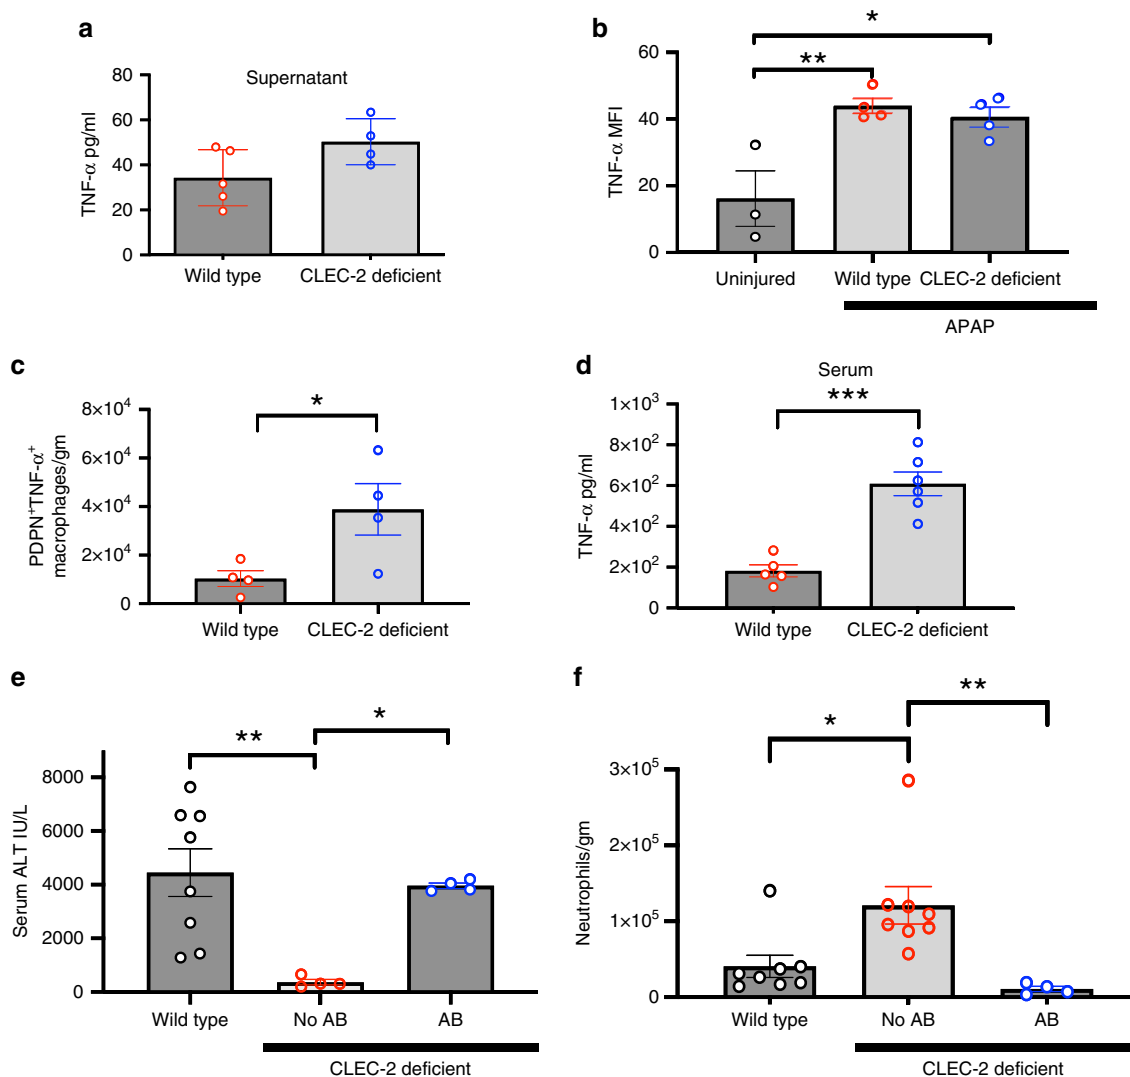 a
Supernatant
TNF-α pg/ml
80
60
40
20
0
Wild type
CLEC-2 deficient
b
*
**
TNF-α MFI
60
40
20
0
Uninjured
Wild type
CLEC-2 deficient
APAP
c
*
PDPN⁺TNF-α⁺
macrophages/gm
8×10⁴
6×10⁴
4×10⁴
2×10⁴
0
Wild type
CLEC-2 deficient
d
Serum
***
TNF-α pg/ml
1×10³
8×10²
6×10²
4×10²
2×10²
0
Wild type
CLEC-2 deficient
e
**
*
Serum ALT IU/L
8000
6000
4000
2000
0
Wild type
No AB
AB
CLEC-2 deficient
f
*
**
Neutrophils/gm
3×10⁵
2×10⁵
1×10⁵
0
Wild type
No AB
AB
CLEC-2 deficient